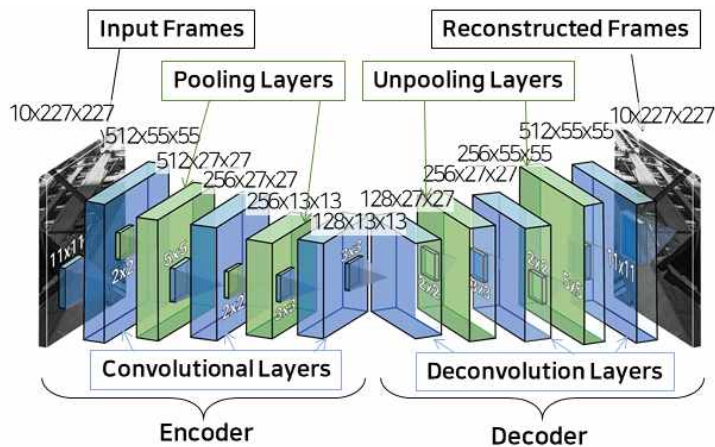 Input Frames
Reconstructed Frames
Pooling Layers
Unpooling Layers
10x227x227
512x55x55
512x27x27
256x27x27
256x13x13
128x13x13
128x27x27
256x27x27
256x55x55
512x55x55
10x227x227
11x11
2x2
5x5
2x2
3x3
3x3
2x2
3x3
2x2
5x5
11x11
Convolutional Layers
Deconvolution Layers
Encoder
Decoder